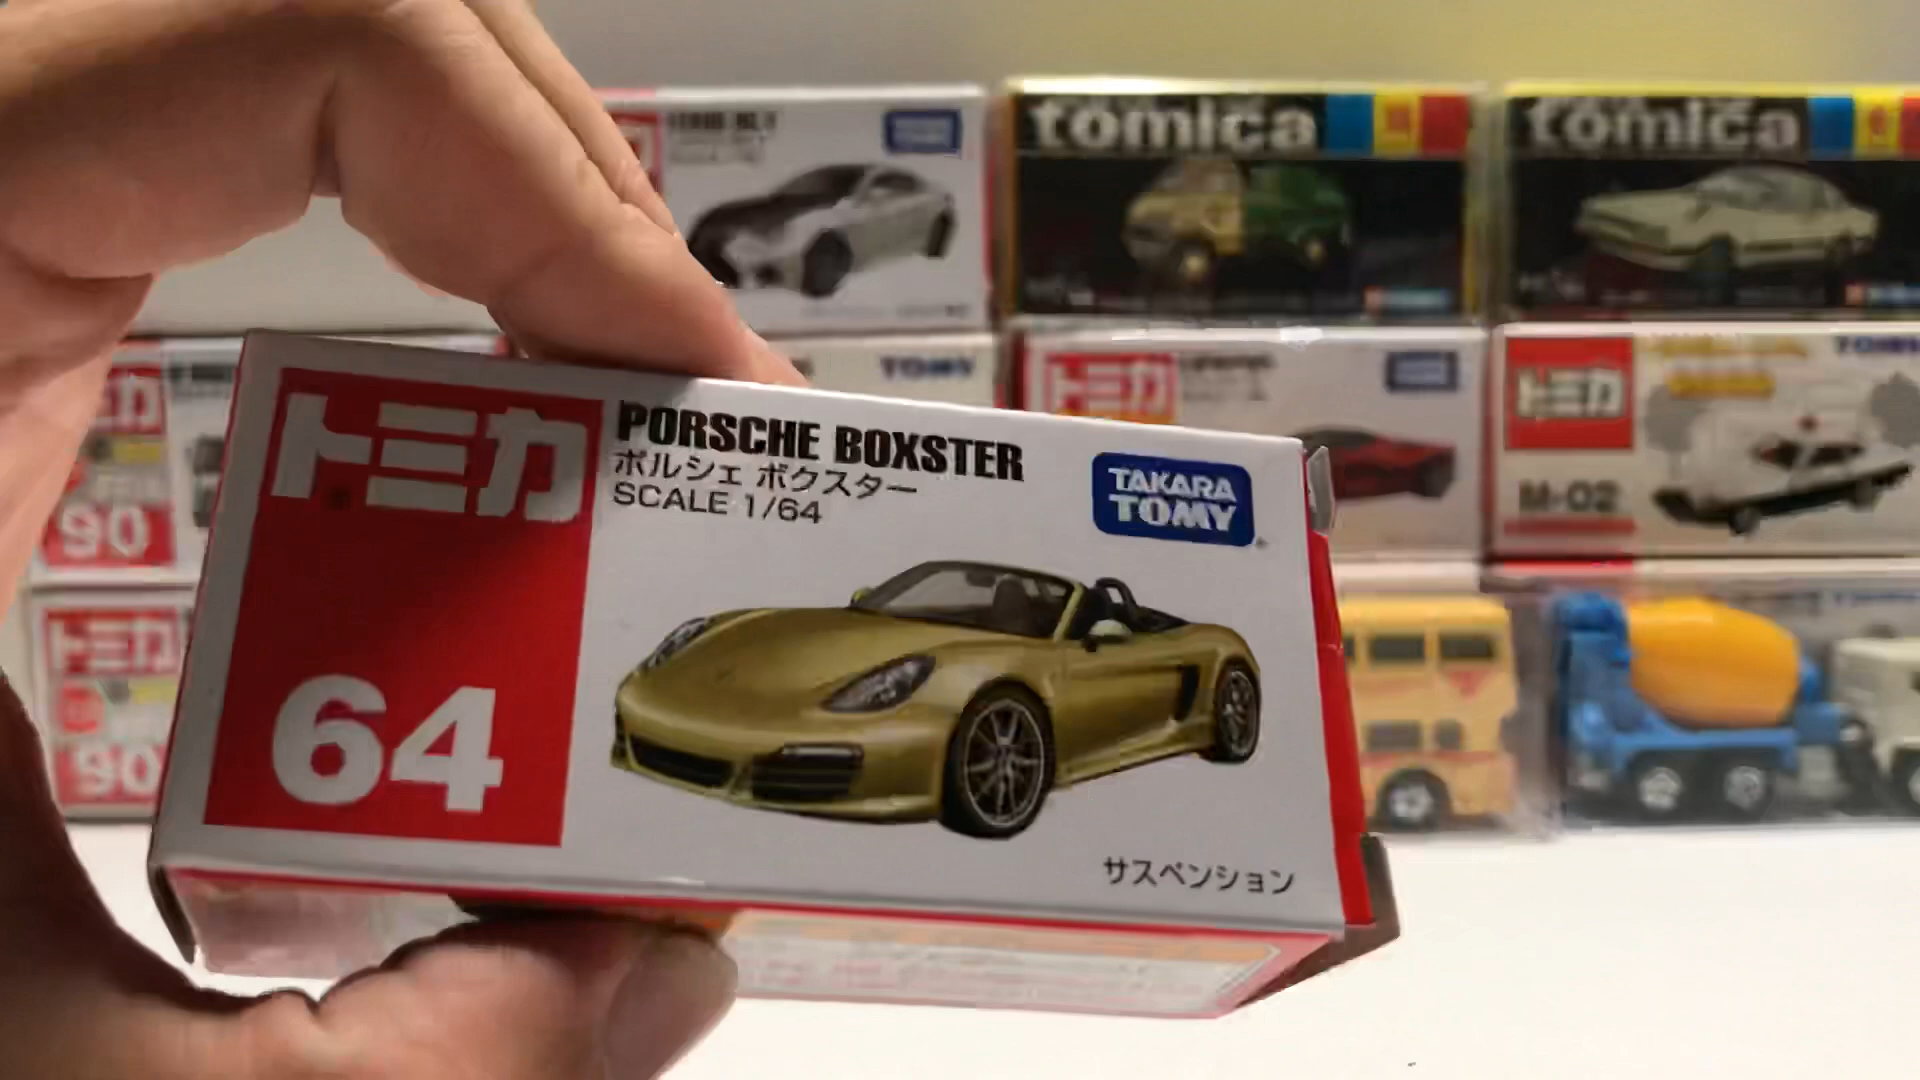 トミカ
64
PORSCHE BOXSTER
ポルシェ ボクスター
SCALE 1/64
TAKARA
TOMY
サスペンション
tomica
tomica
TOMY
トミカ
トミカ
M-02
トミカ
90
トミカ
90